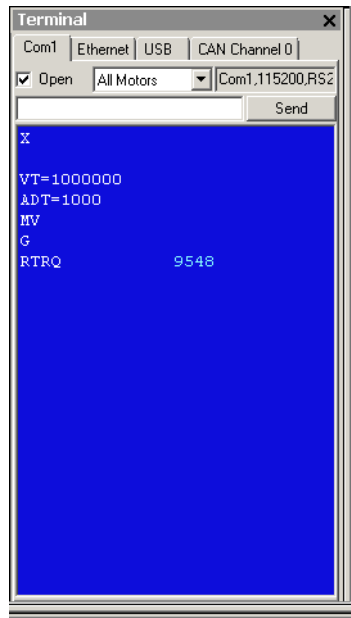 Terminal
Com1 Ethernet USB CAN Channel 0
Open All Motors Com1,115200,RS2
Send
X
VT=1000000
ADT=1000
MV
G
RTRQ 9548